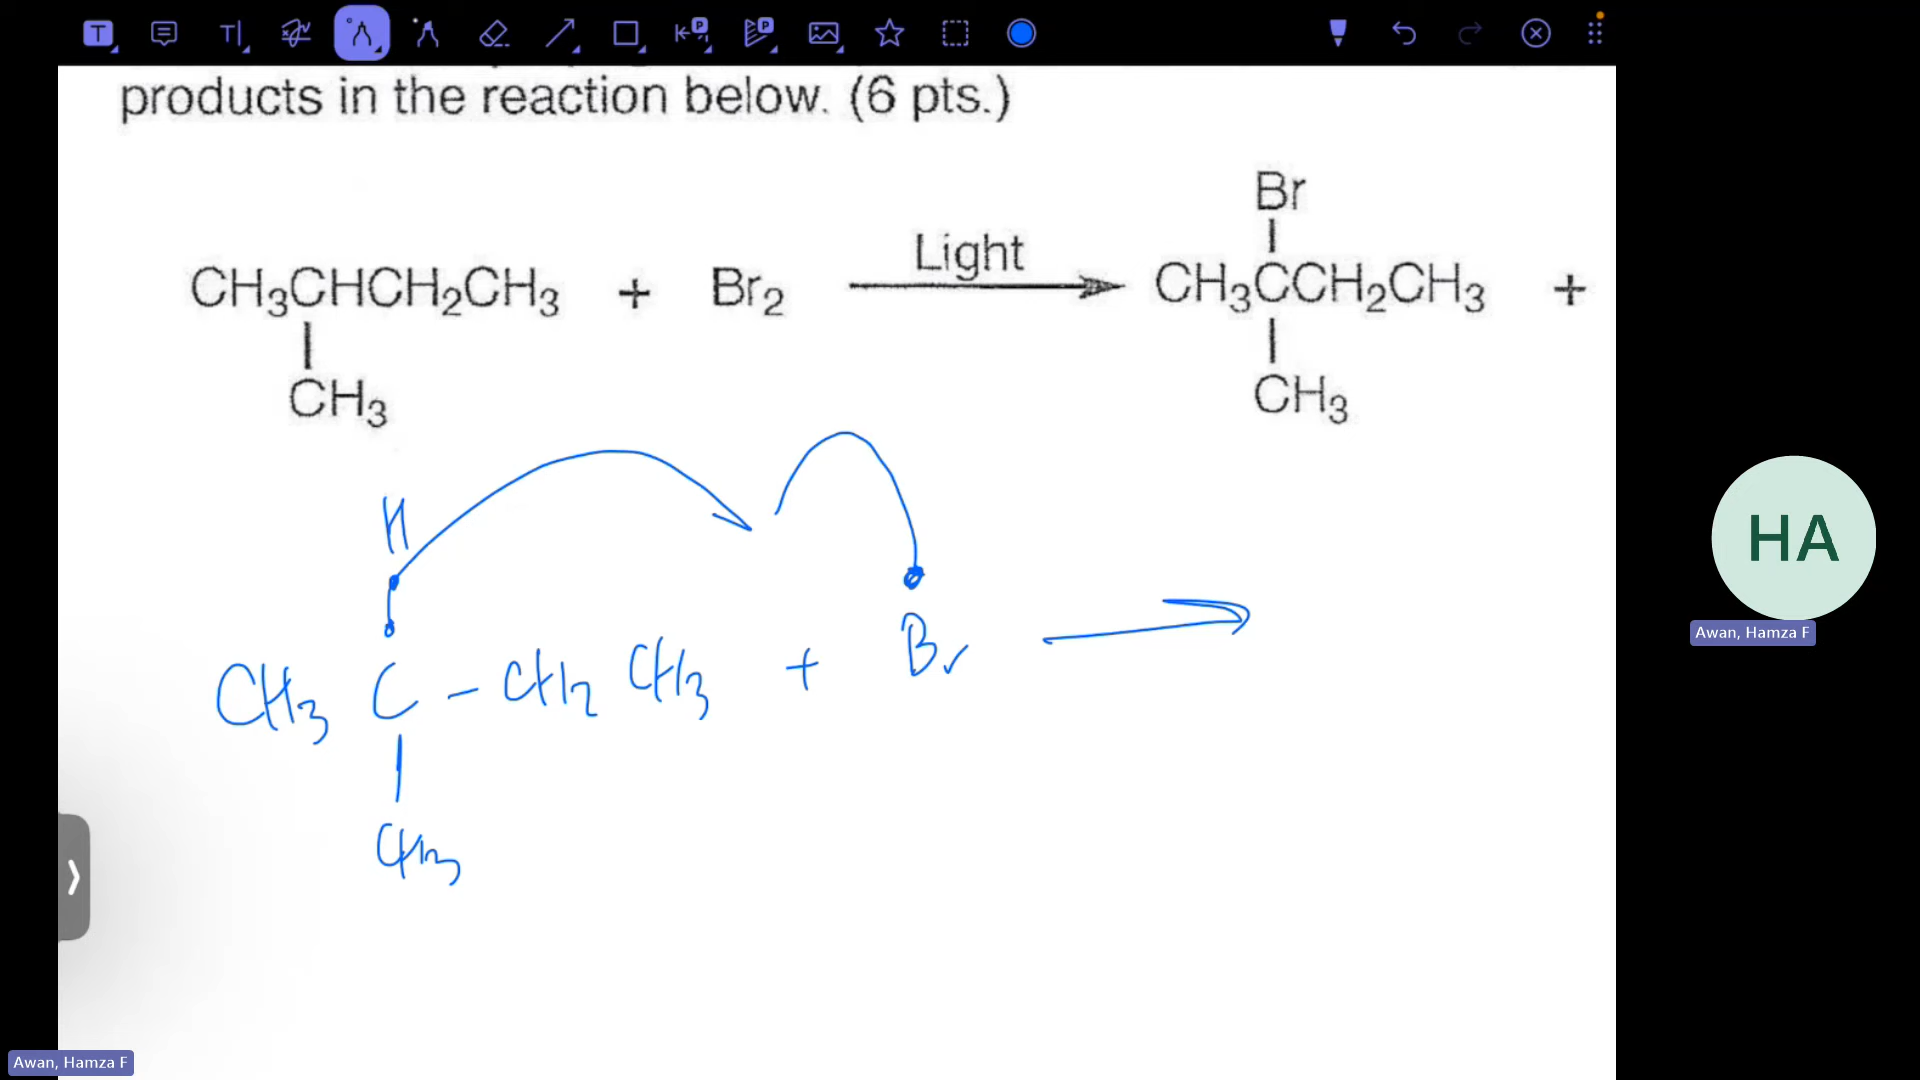 products in the reaction below. (6 pts.)
Br
Light
CH3CHCH2CH3 + Br2 CH3CCH2CH3 +
CH3 CH3
H
CH3 C - CH2 CH3 + Br
CH3
HA
Awan, Hamza F
Awan, Hamza F